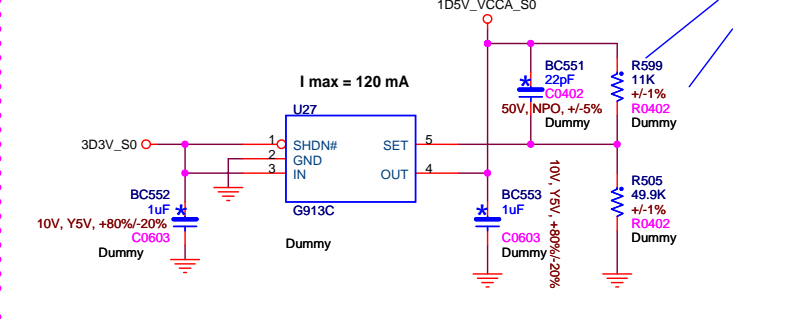 1D5V_VCCA_S0
I max = 120 mA
BC551
22pF
C0402
50V, NPO, +/-5%
Dummy
R599
11K
+/-1%
R0402
Dummy
U27
3D3V_S0
1
SHDN#
2
GND
3
IN
SET
5
OUT
4
G913C
Dummy
BC552
1uF
10V, Y5V, +80%/-20%
C0603
Dummy
BC553
1uF
C0603
Dummy
10V, Y5V, +80%/-20%
R505
49.9K
+/-1%
R0402
Dummy